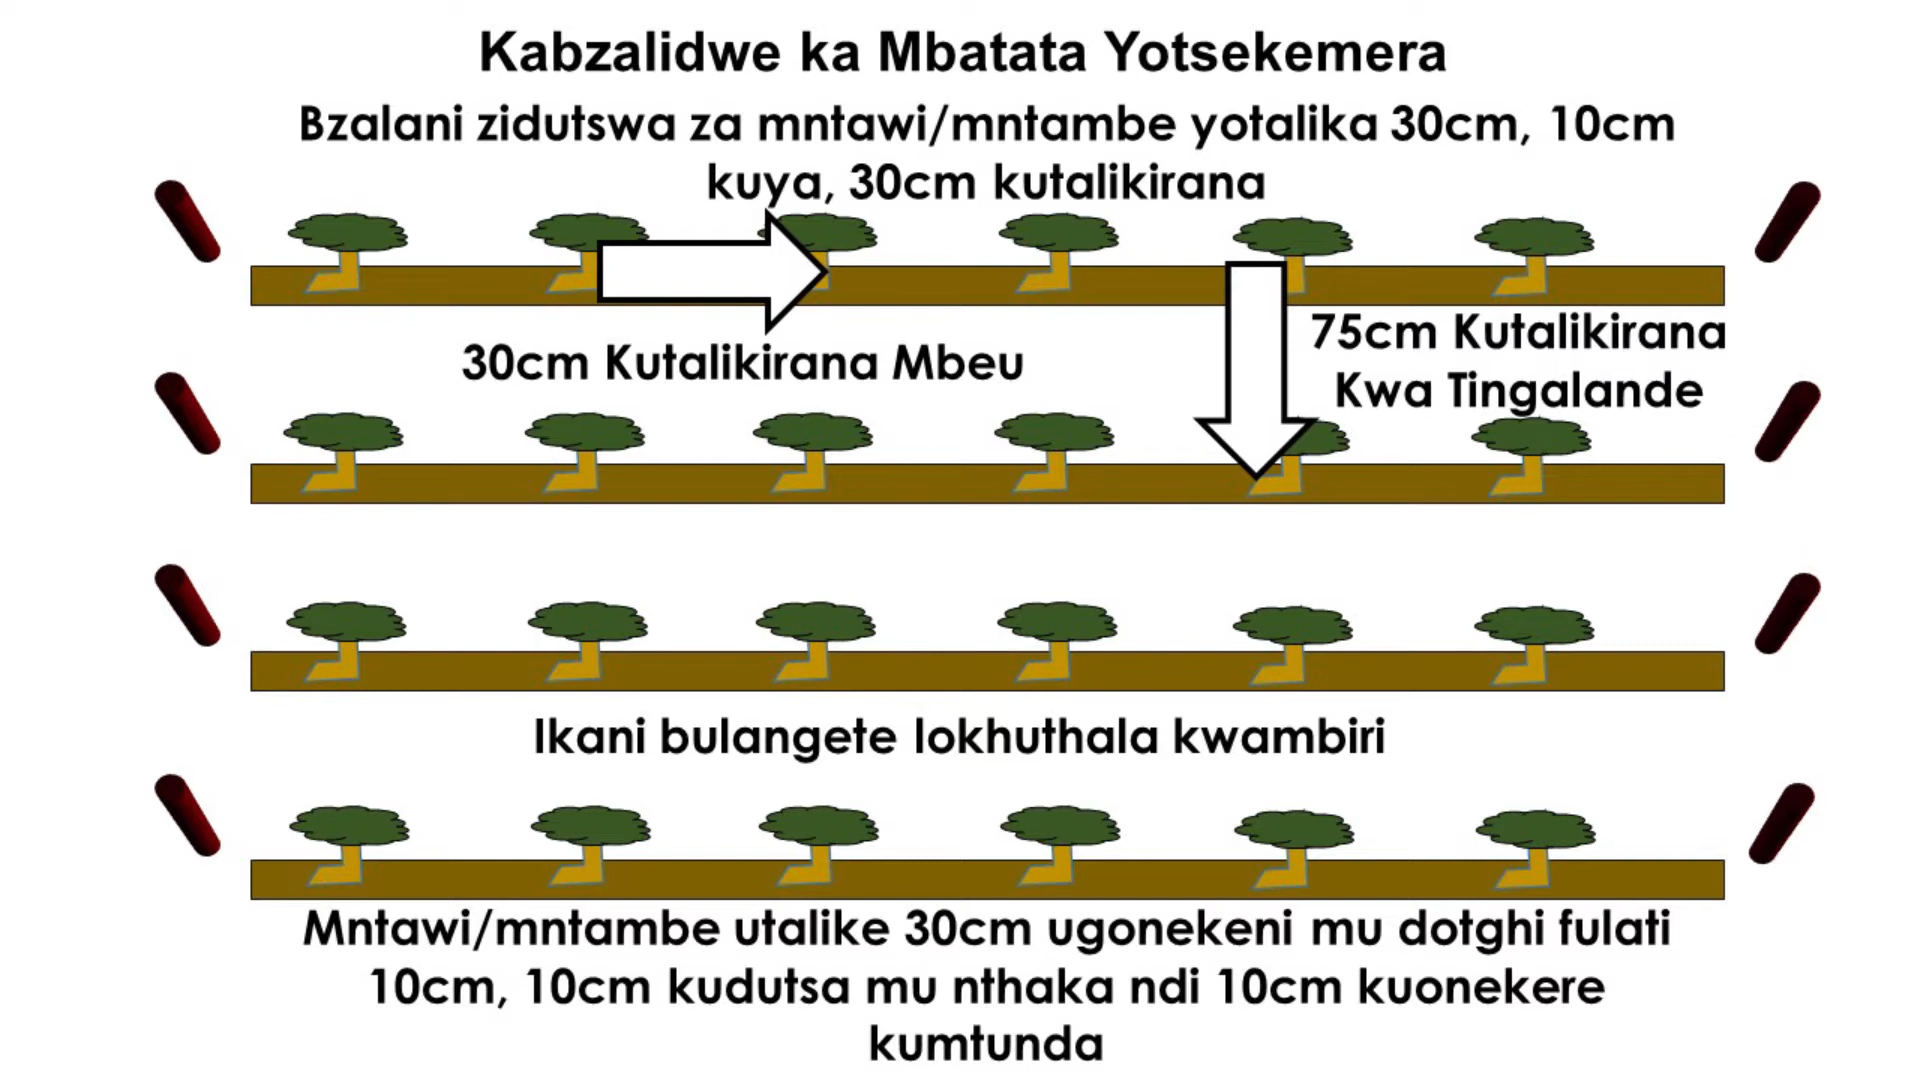 Kabzalidwe ka Mbatata Yotsekemera
Bzalani zidutswa za mntawi/mntambe yotalika 30cm, 10cm
kuya, 30cm kutalikirana
30cm Kutalikirana Mbeu
75cm Kutalikirana
Kwa Tingalande
Ikani bulangete lokhuthala kwambiri
Mntawi/mntambe utalike 30cm ugonekeni mu dotghi fulati
10cm, 10cm kudutsa mu nthaka ndi 10cm kuonekere
kumtunda